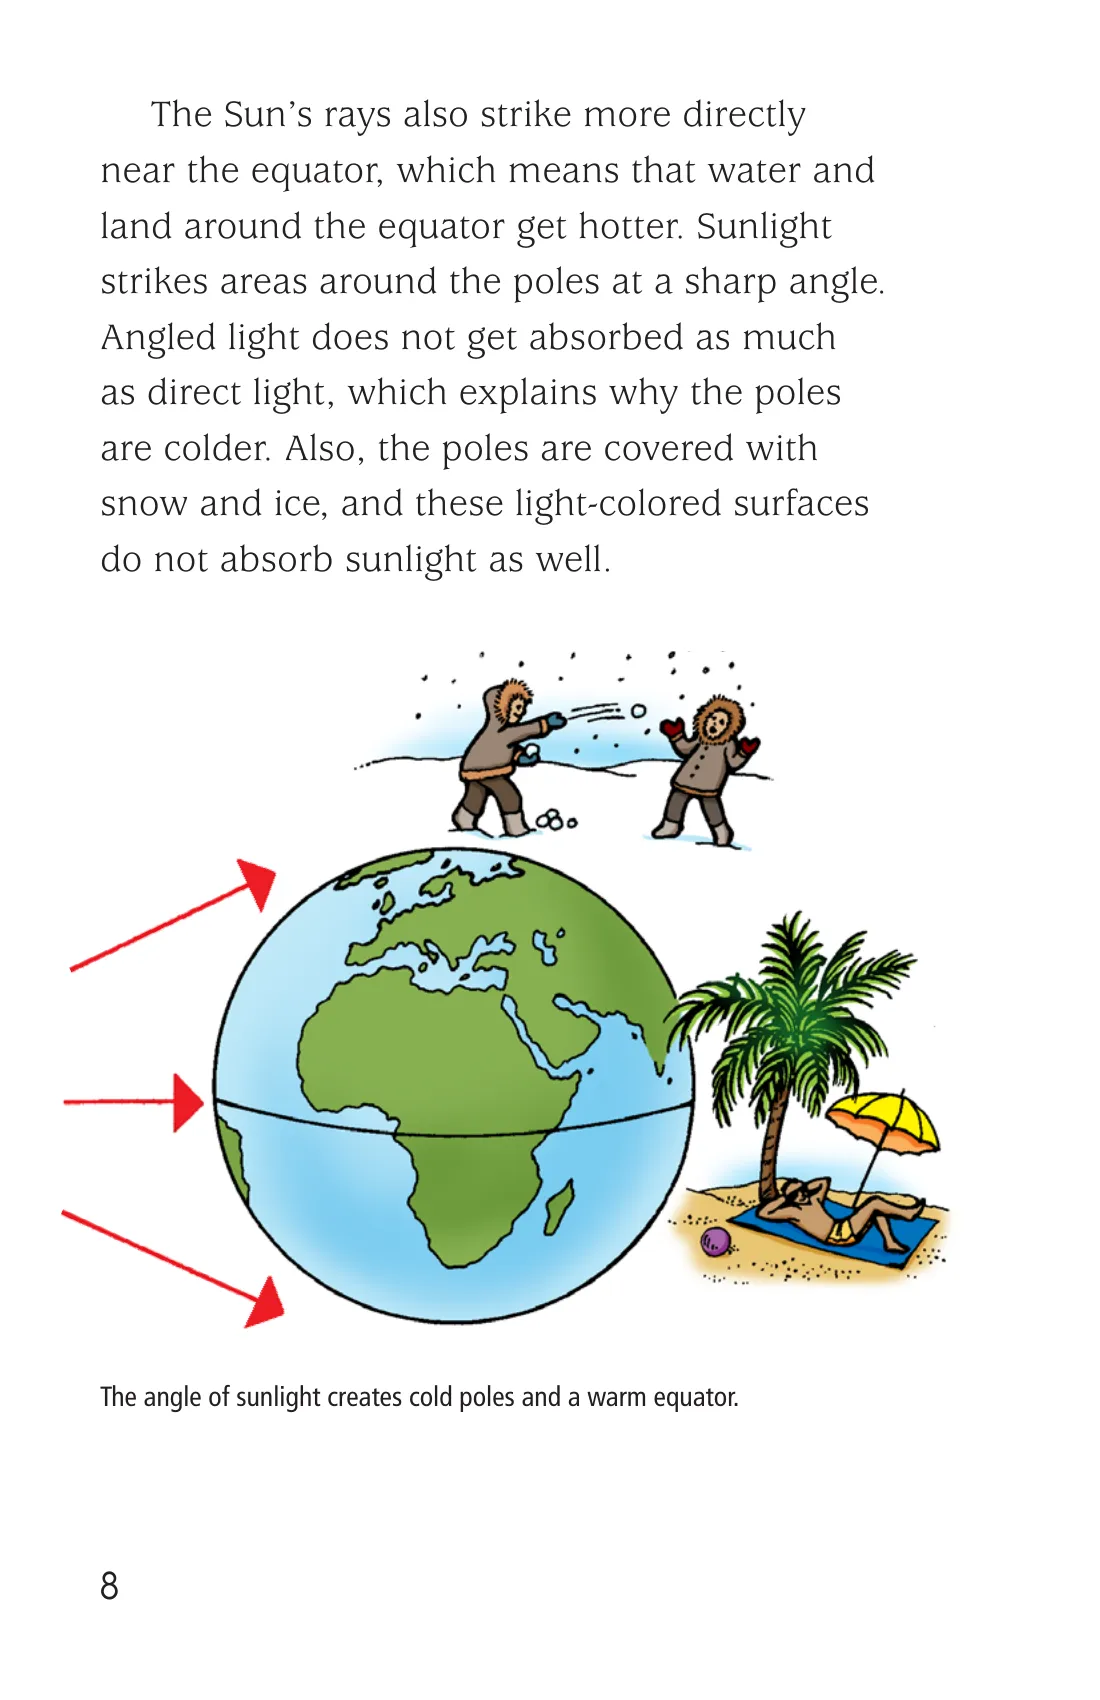 The Sun’s rays also strike more directly
near the equator, which means that water and
land around the equator get hotter. Sunlight
strikes areas around the poles at a sharp angle.
Angled light does not get absorbed as much
as direct light, which explains why the poles
are colder. Also, the poles are covered with
snow and ice, and these light-colored surfaces
do not absorb sunlight as well.
The angle of sunlight creates cold poles and a warm equator.
8